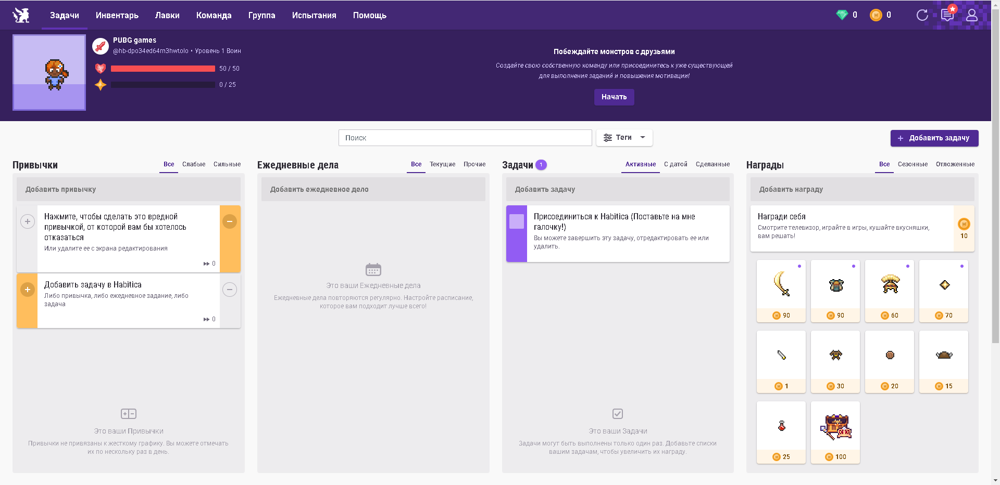 Задачи
Инвентарь
Лавки
Команда
Группа
Испытания
Помощь
0
0
PUBG games
@hb-dpo34ed64m3hwtolo • Уровень 1 Воин
50 / 50
0 / 25
Побеждайте монстров с друзьями
Создайте свою собственную команду или присоединитесь к уже существующей
для выполнения заданий и повышения мотивации!
Начать
Поиск
Теги
+ Добавить задачу
Привычки
Все
Слабые
Сильные
Добавить привычку
Нажмите, чтобы сделать это вредной
привычкой, от которой вам бы хотелось
отказаться
Или удалите ее с экрана редактирования
0
Добавить задачу в Habitica
Либо привычка, либо ежедневное задание, либо
задача
0
Это ваши Привычки
Привычки не привязаны к жесткому графику. Вы можете отмечать
их по нескольку раз в день.
Ежедневные дела
Все
Текущие
Прочие
Добавить ежедневное дело
Это ваши Ежедневные дела
Ежедневные дела повторяются регулярно. Настройте расписание,
которое вам подходит лучше всего!
Задачи
1
Активные
С датой
Сделанные
Добавить задачу
Присоединиться к Habitica (Поставьте на мне
галочку!)
Вы можете завершить эту задачу, отредактировать ее или
удалить.
Это ваши Задачи
Задачи могут быть выполнены только один раз. Добавьте списки
вашим задачам, чтобы увеличить их награду.
Награды
Все
Сезонные
Отложенные
Добавить награду
Награди себя
Смотрите телевизор, играйте в игры, кушайте вкусняшки,
вам решать!
10
90
90
60
70
1
30
20
15
25
100